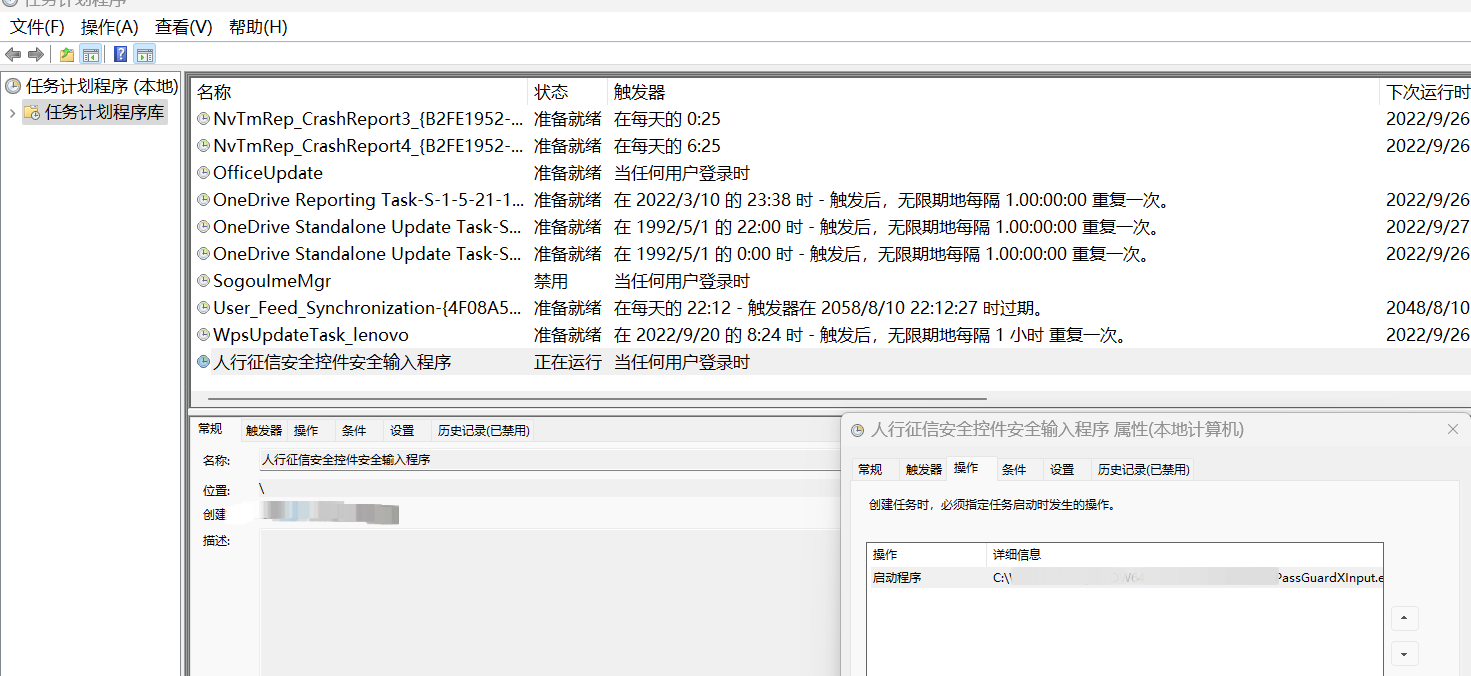 文件(F) 操作(A) 查看(V) 帮助(H)
任务计划程序 (本地)
任务计划程序库
名称 状态 触发器 下次运行时
NvTmRep_CrashReport3_{B2FE1952-... 准备就绪 在每天的 0:25 2022/9/26
NvTmRep_CrashReport4_{B2FE1952-... 准备就绪 在每天的 6:25 2022/9/26
OfficeUpdate 准备就绪 当任何用户登录时
OneDrive Reporting Task-S-1-5-21-1... 准备就绪 在 2022/3/10 的 23:38 时 - 触发后，无限期地每隔 1.00:00:00 重复一次。 2022/9/26
OneDrive Standalone Update Task-S... 准备就绪 在 1992/5/1 的 22:00 时 - 触发后，无限期地每隔 1.00:00:00 重复一次。 2022/9/27
OneDrive Standalone Update Task-S... 准备就绪 在 1992/5/1 的 0:00 时 - 触发后，无限期地每隔 1.00:00:00 重复一次。 2022/9/26
SogouImeMgr 禁用 当任何用户登录时
User_Feed_Synchronization-{4F08A5... 准备就绪 在每天的 22:12 - 触发器在 2058/8/10 22:12:27 时过期。 2048/8/10
WpsUpdateTask_lenovo 准备就绪 在 2022/9/20 的 8:24 时 - 触发后，无限期地每隔 1 小时 重复一次。 2022/9/26
人行征信安全控件安全输入程序 正在运行 当任何用户登录时
常规 触发器 操作 条件 设置 历史记录(已禁用)
名称: 人行征信安全控件安全输入程序
位置: \
创建
描述:
人行征信安全控件安全输入程序 属性(本地计算机)
常规 触发器 操作 条件 设置 历史记录(已禁用)
创建任务时，必须指定任务启动时发生的操作。
操作 详细信息
启动程序 C:\ PassGuardXInput.e